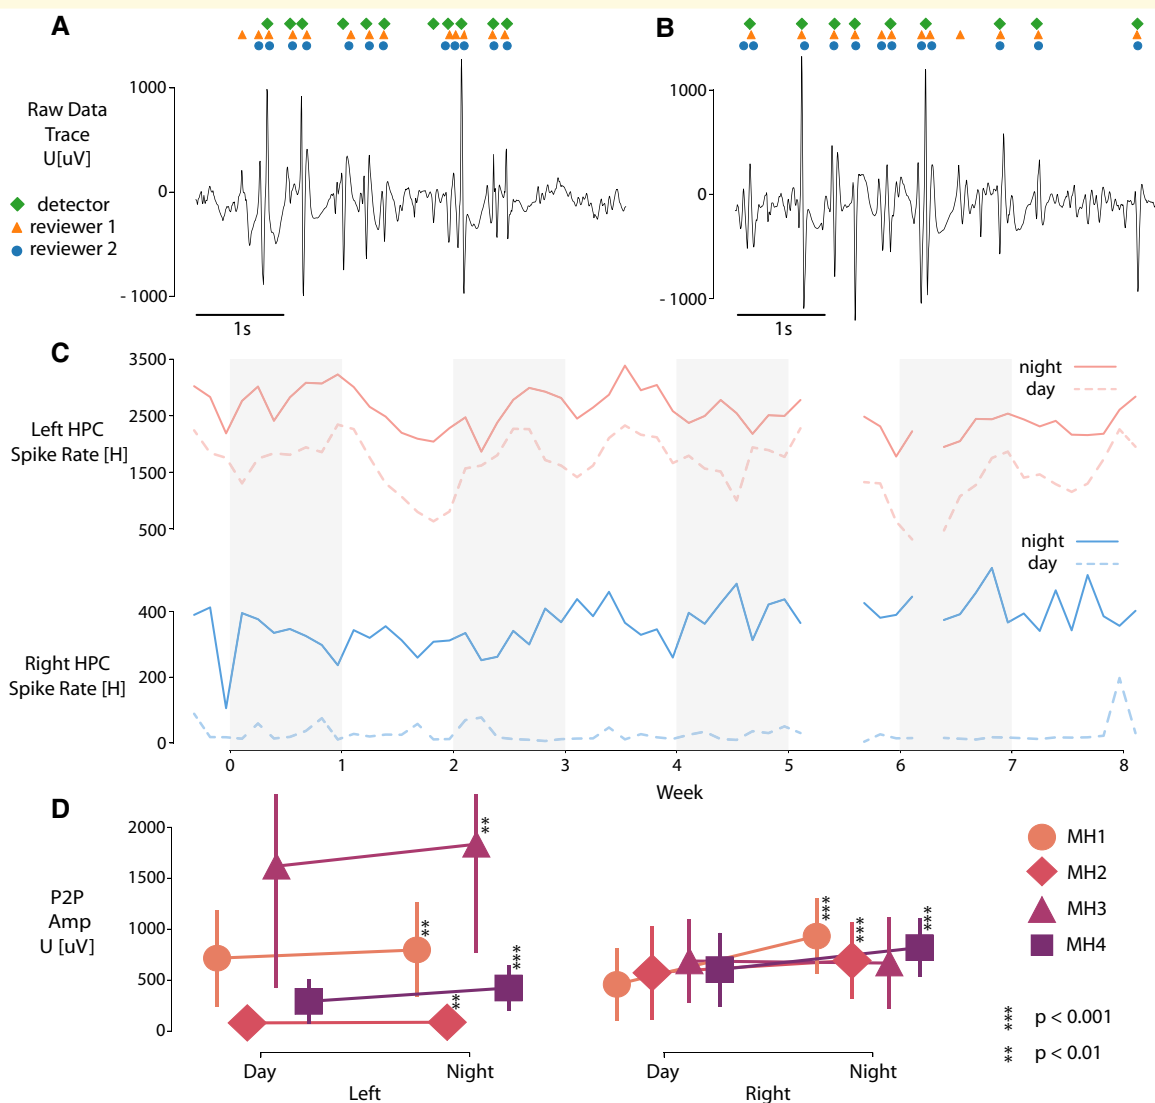 A
B
Raw Data
Trace
U[uV]
1000
0
- 1000
1000
0
- 1000
detector
reviewer 1
reviewer 2
1s
1s
C
3500
2500
1500
500
Left HPC
Spike Rate [H]
night
day
night
day
400
200
0
Right HPC
Spike Rate [H]
0 1 2 3 4 5 6 7 8
Week
D
2000
1500
1000
500
0
P2P
Amp
U [uV]
** ** *** ** *** *** ***
MH1
MH2
MH3
MH4
*** p < 0.001
** p < 0.01
Day Night Day Night
Left Right